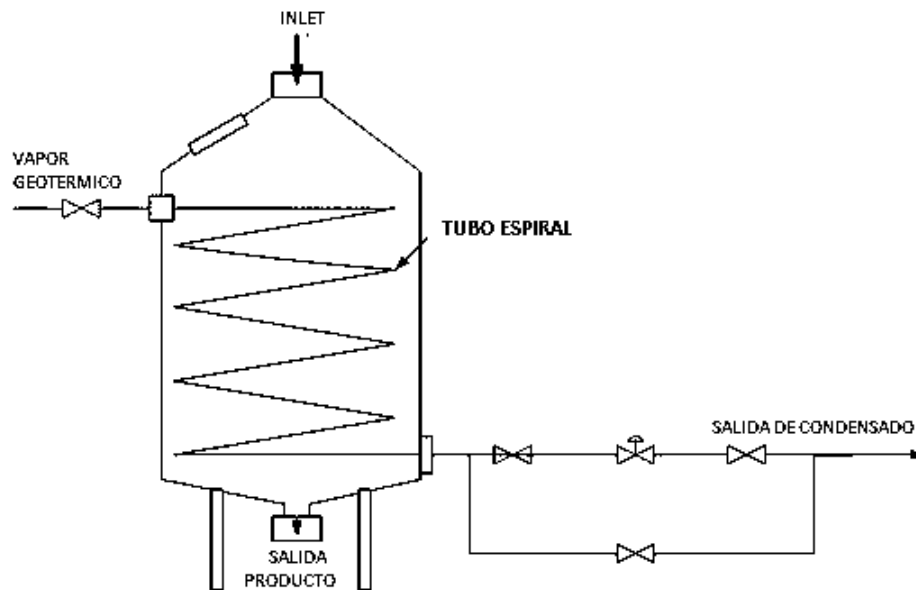 INLET
VAPOR
GEOTERMICO
TUBO ESPIRAL
SALIDA DE CONDENSADO
SALIDA
PRODUCTO